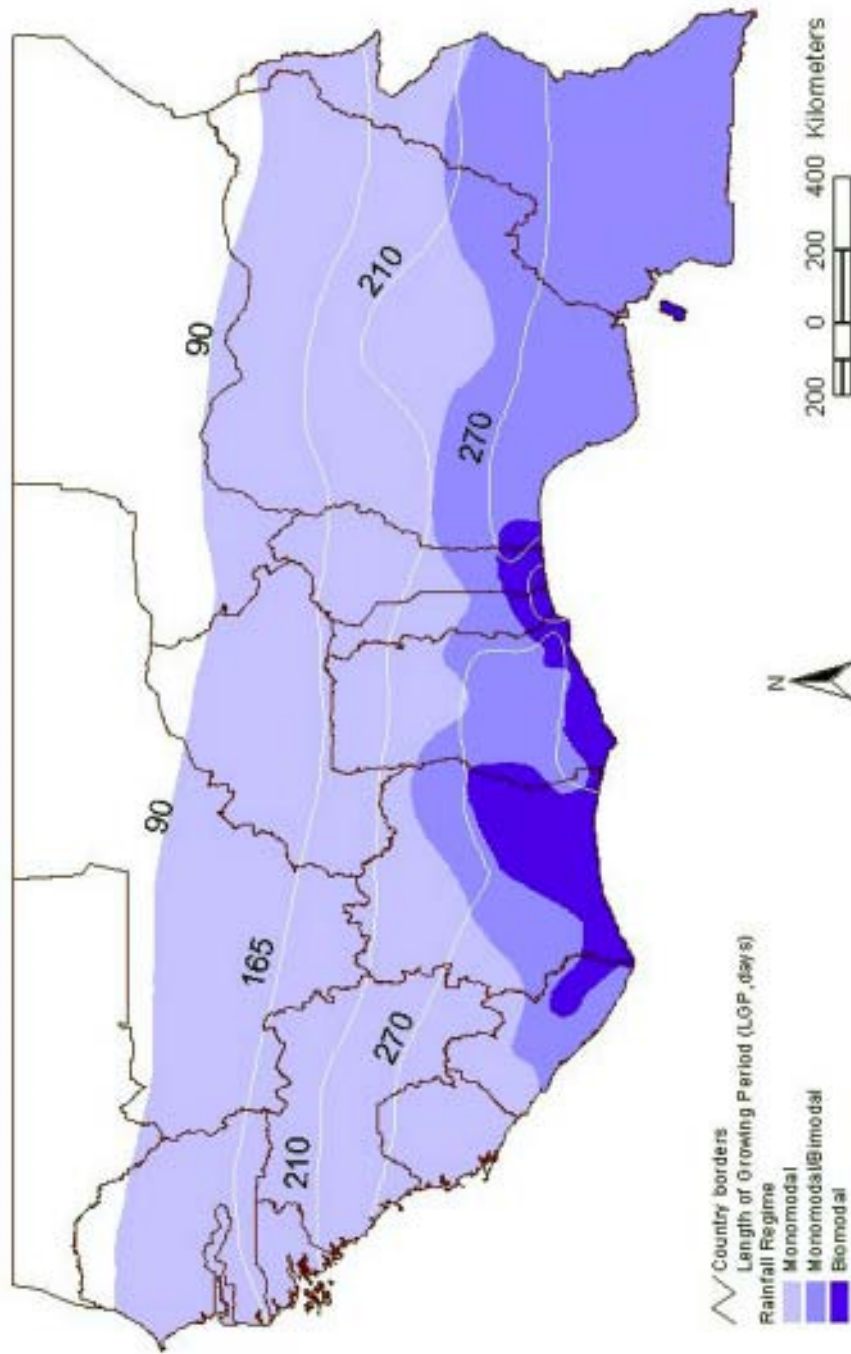 90
90
165
210
210
270
270
N
200 0 200 400 Kilometers
Country borders
Length of Growing Period (LGP,days)
Rainfall Regime
Monomodal
Monomodal/Bimodal
Biomodal